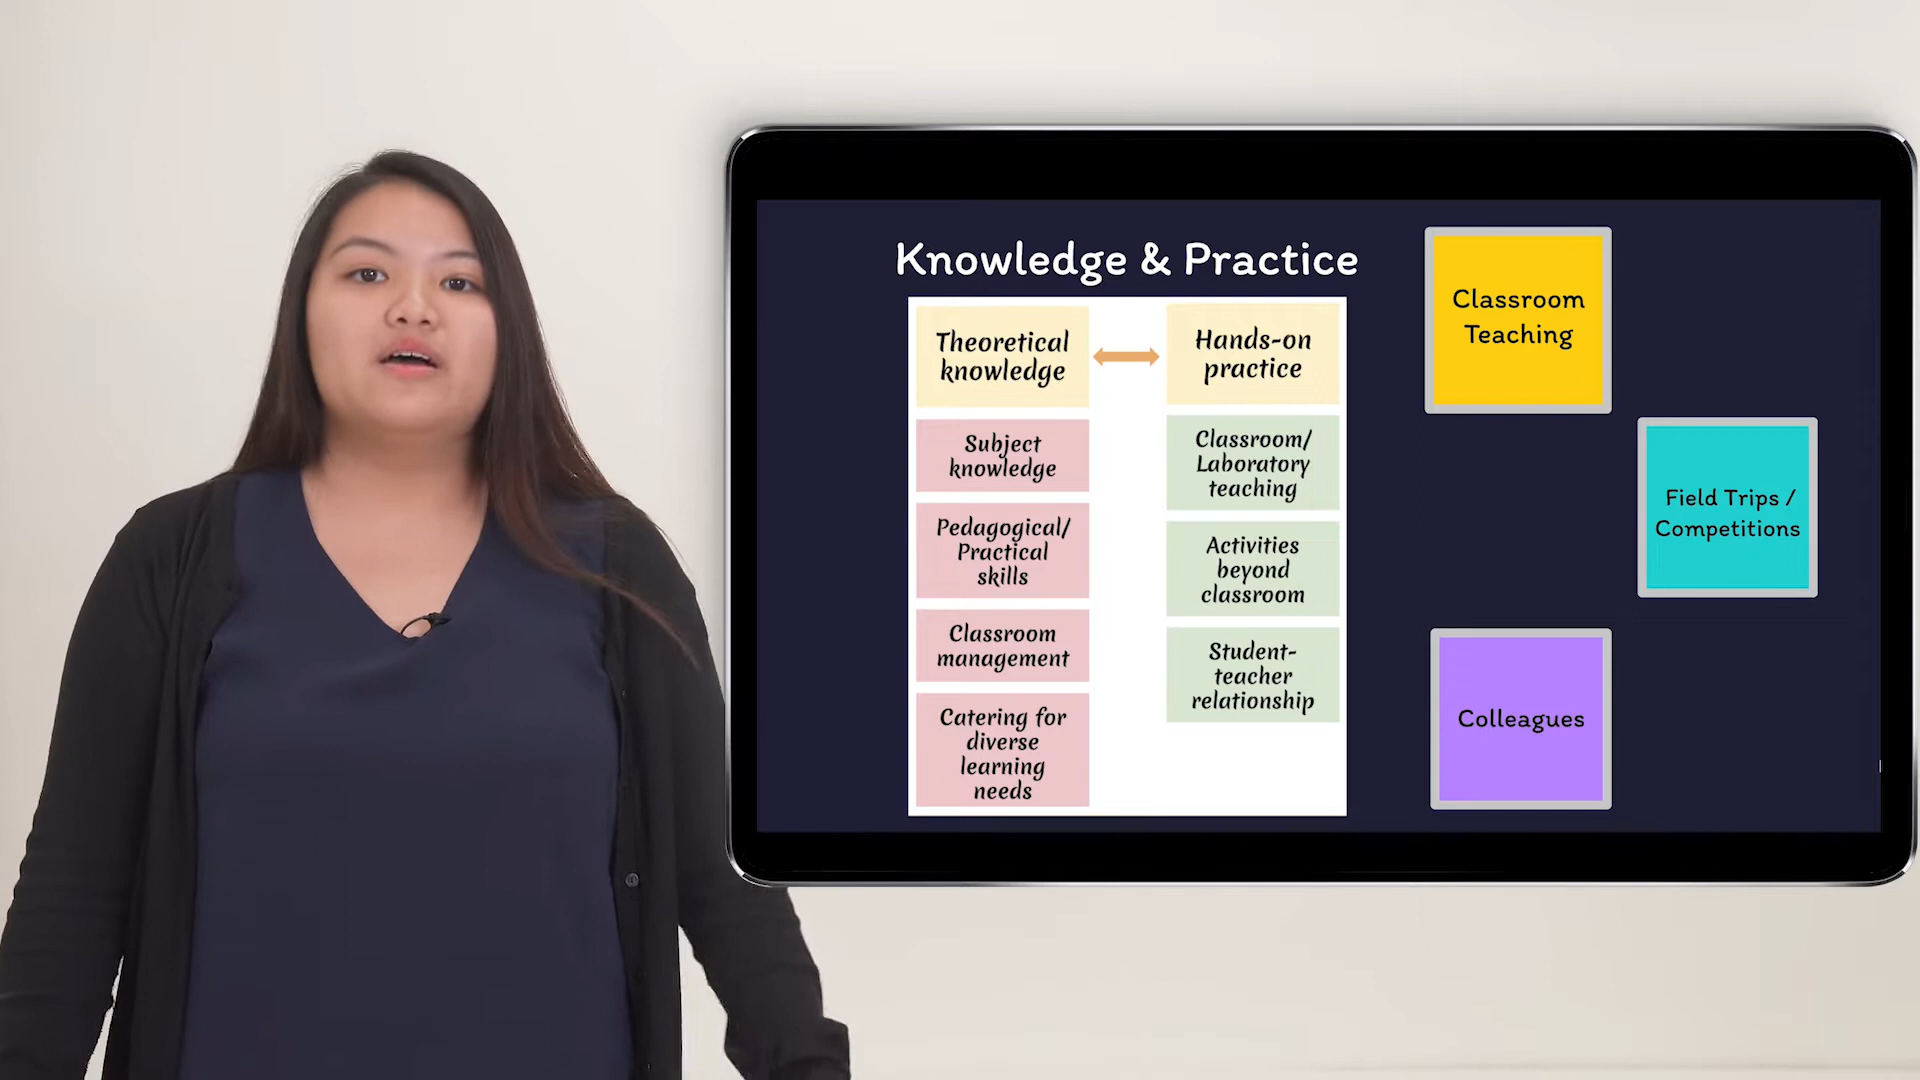 Knowledge & Practice
Theoretical
knowledge
Subject
knowledge
Pedagogical/
Practical
skills
Classroom
management
Catering for
diverse
learning
needs
Hands-on
practice
Classroom/
Laboratory
teaching
Activities
beyond
classroom
Student-
teacher
relationship
Classroom
Teaching
Field Trips /
Competitions
Colleagues